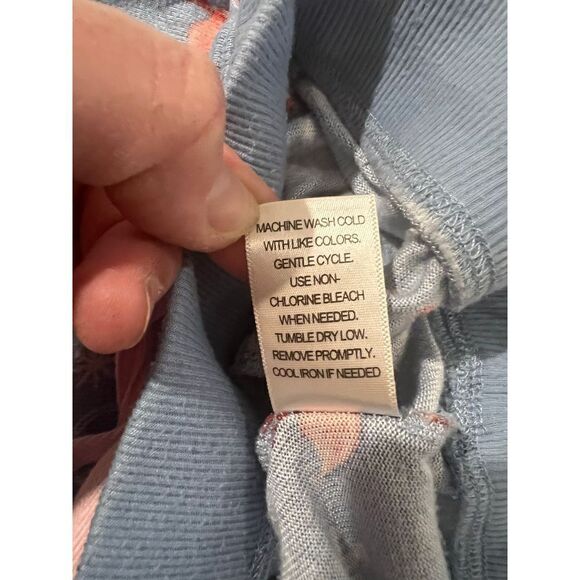 MACHINE WASH COLD
WITH LIKE COLORS.
GENTLE CYCLE.
USE NON-
CHLORINE BLEACH
WHEN NEEDED.
TUMBLE DRY LOW.
REMOVE PROMPTLY.
COOL IRON IF NEEDED